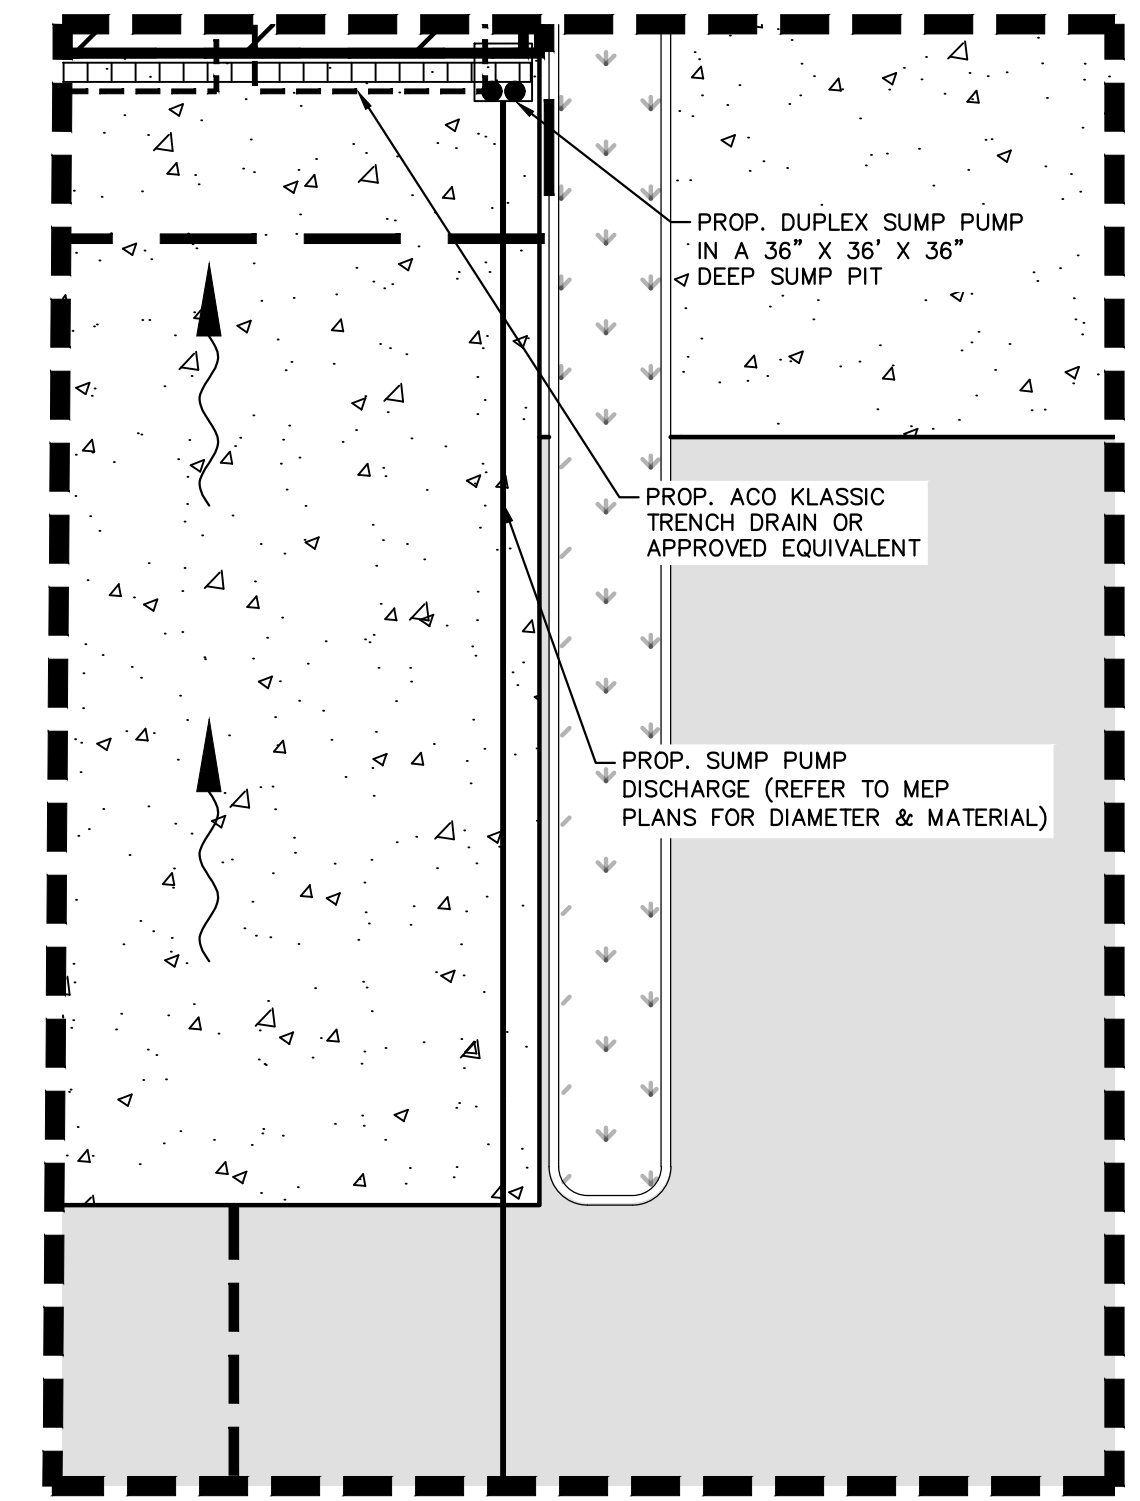 PROP. DUPLEX SUMP PUMP
IN A 36" X 36' X 36"
DEEP SUMP PIT
PROP. ACO KLASSIC
TRENCH DRAIN OR
APPROVED EQUIVALENT
PROP. SUMP PUMP
DISCHARGE (REFER TO MEP
PLANS FOR DIAMETER & MATERIAL)